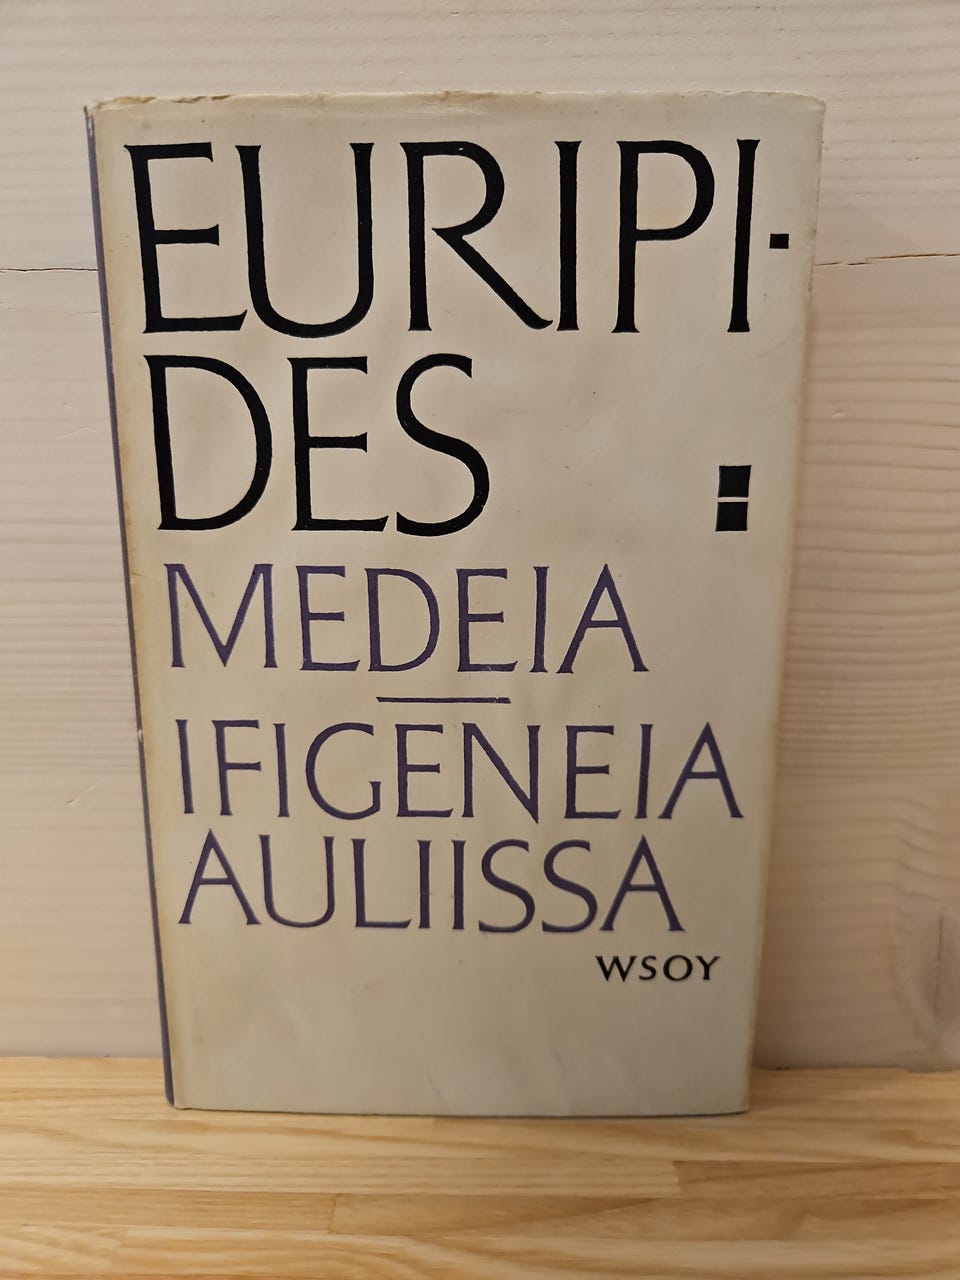 EURIPI-
DES :
MEDEIA
—
IFIGENEIA
AULIISSA
WSOY